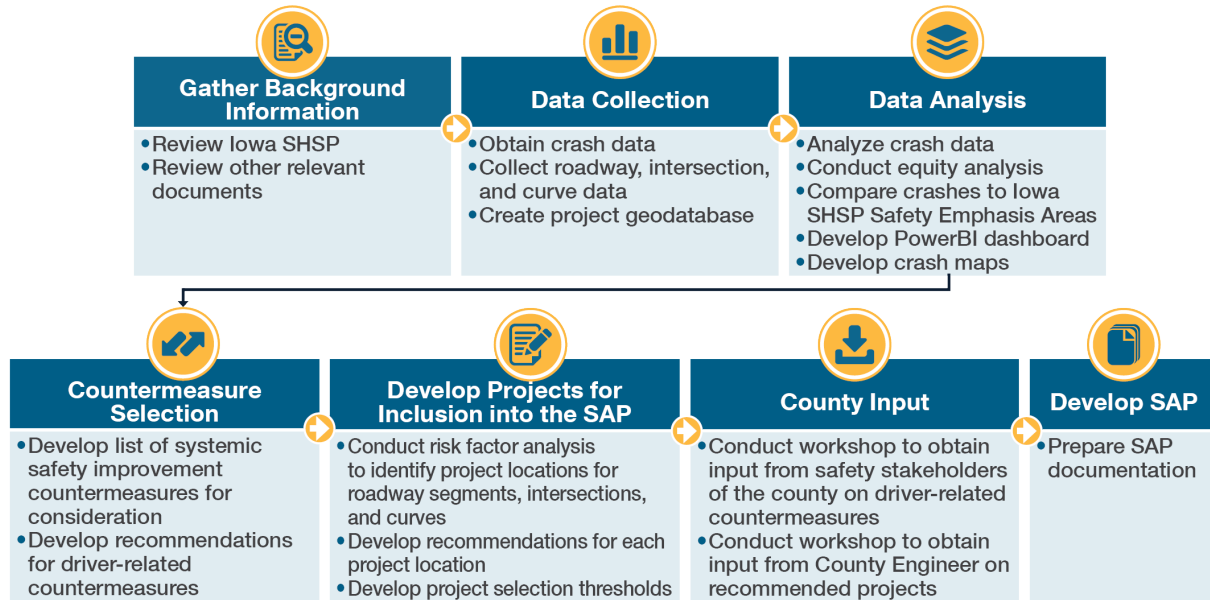 Gather Background
Information
• Review Iowa SHSP
• Review other relevant
documents
Data Collection
• Obtain crash data
• Collect roadway, intersection,
and curve data
• Create project geodatabase
Data Analysis
• Analyze crash data
• Conduct equity analysis
• Compare crashes to Iowa
SHSP Safety Emphasis Areas
• Develop PowerBI dashboard
• Develop crash maps
Countermeasure
Selection
• Develop list of systemic
safety improvement
countermeasures for
consideration
• Develop recommendations
for driver-related
countermeasures
Develop Projects for
Inclusion into the SAP
• Conduct risk factor analysis
to identify project locations for
roadway segments, intersections,
and curves
• Develop recommendations for each
project location
• Develop project selection thresholds
County Input
• Conduct workshop to obtain
input from safety stakeholders
of the county on driver-related
countermeasures
• Conduct workshop to obtain
input from County Engineer on
recommended projects
Develop SAP
• Prepare SAP
documentation